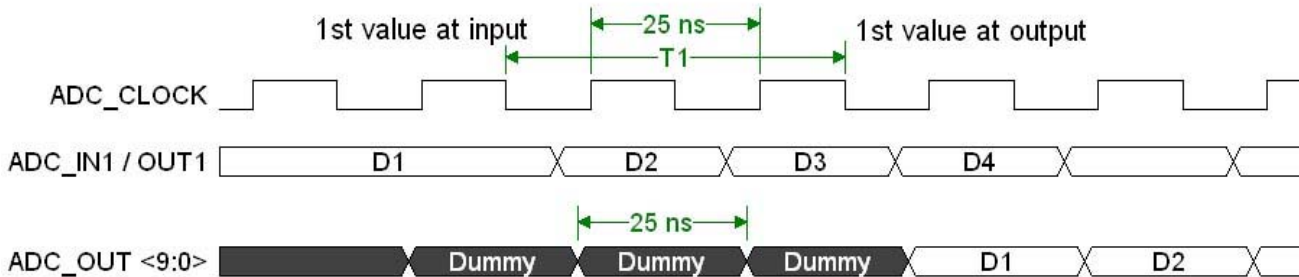 1st value at input
25 ns
1st value at output
T1
ADC_CLOCK
ADC_IN1 / OUT1 D1 D2 D3 D4
25 ns
ADC_OUT <9:0> Dummy Dummy Dummy D1 D2